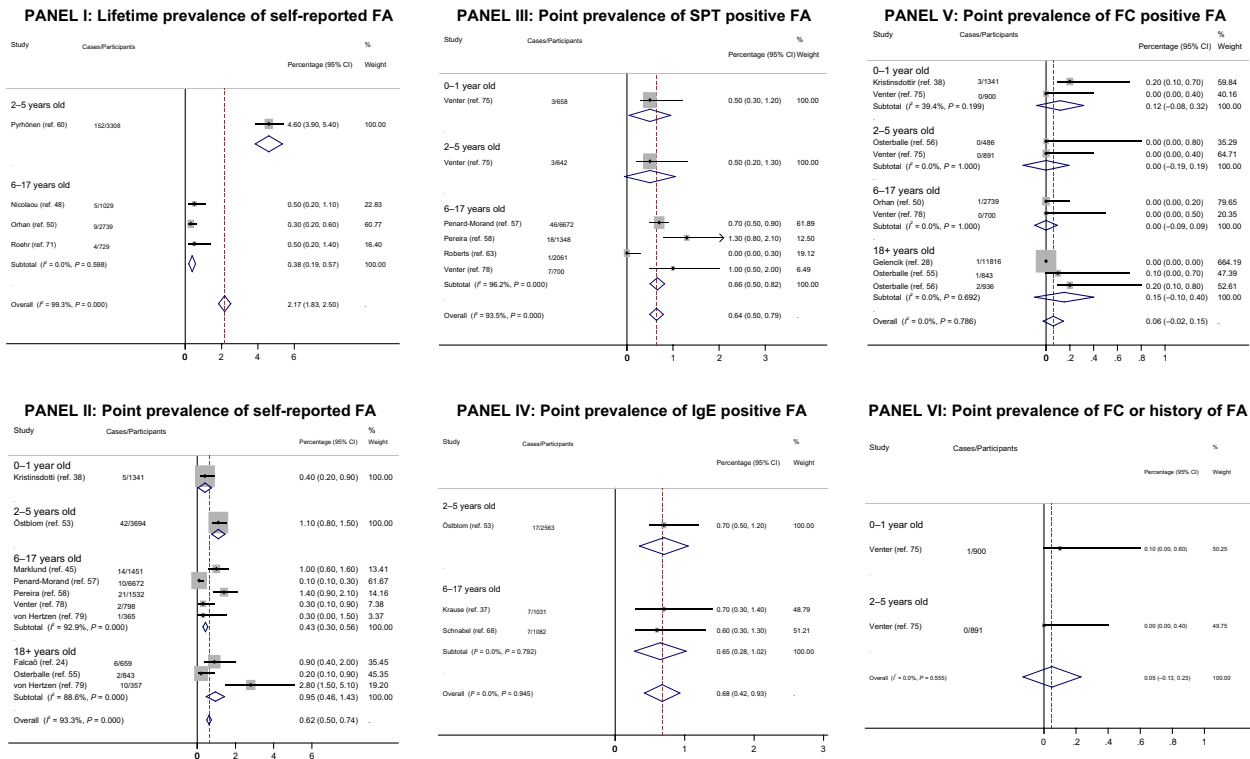 PANEL I: Lifetime prevalence of self-reported FA
Study Cases/Participants %
Percentage (95% CI) Weight
2–5 years old
Pyrhönen (ref. 60) 152/3308 4.60 (3.90, 5.40) 100.00
.
6–17 years old
Nicolaou (ref. 48) 5/1029 0.50 (0.20, 1.10) 22.83
Orhan (ref. 50) 9/2739 0.30 (0.20, 0.60) 60.77
Roehr (ref. 71) 4/729 0.50 (0.20, 1.40) 16.40
Subtotal (I² = 0.0%, P = 0.598) 0.38 (0.19, 0.57) 100.00
.
Overall (I² = 99.3%, P = 0.000) 2.17 (1.83, 2.50) .
0 2 4 6
PANEL III: Point prevalence of SPT positive FA
Study Cases/Participants %
Percentage (95% CI) Weight
0–1 year old
Venter (ref. 75) 3/658 0.50 (0.30, 1.20) 100.00
.
2–5 years old
Venter (ref. 75) 3/642 0.50 (0.20, 1.30) 100.00
.
6–17 years old
Penard-Morand (ref. 57) 46/6672 0.70 (0.50, 0.90) 61.89
Pereira (ref. 58) 18/1348 1.30 (0.80, 2.10) 12.50
Roberts (ref. 63) 1/2061 0.00 (0.00, 0.30) 19.12
Venter (ref. 78) 7/700 1.00 (0.50, 2.00) 6.49
Subtotal (I² = 96.2%, P = 0.000) 0.66 (0.50, 0.82) 100.00
.
Overall (I² = 93.5%, P = 0.000) 0.64 (0.50, 0.79) .
0 1 2 3
PANEL V: Point prevalence of FC positive FA
Study Cases/Participants %
Percentage (95% CI) Weight
0–1 year old
Kristinsdottir (ref. 38) 3/1341 0.20 (0.10, 0.70) 59.84
Venter (ref. 75) 0/900 0.00 (0.00, 0.40) 40.16
Subtotal (I² = 39.4%, P = 0.199) 0.12 (–0.08, 0.32) 100.00
.
2–5 years old
Osterballe (ref. 56) 0/486 0.00 (0.00, 0.80) 35.29
Venter (ref. 75) 0/891 0.00 (0.00, 0.40) 64.71
Subtotal (I² = 0.0%, P = 1.000) 0.00 (–0.19, 0.19) 100.00
.
6–17 years old
Orhan (ref. 50) 1/2739 0.00 (0.00, 0.20) 79.65
Venter (ref. 78) 0/700 0.00 (0.00, 0.50) 20.35
Subtotal (I² = 0.0%, P = 1.000) 0.00 (–0.09, 0.09) 100.00
.
18+ years old
Gelencik (ref. 28) 1/11816 0.00 (0.00, 0.00) 664.19
Osterballe (ref. 55) 1/843 0.10 (0.00, 0.70) 47.39
Osterballe (ref. 56) 2/936 0.20 (0.10, 0.80) 52.61
Subtotal (I² = 0.0%, P = 0.692) 0.15 (–0.10, 0.40) 100.00
.
Overall (I² = 0.0%, P = 0.786) 0.06 (–0.02, 0.15) .
0 .2 .4 .6 .8 1
PANEL II: Point prevalence of self-reported FA
Study Cases/Participants %
Percentage (95% CI) Weight
0–1 year old
Kristinsdotti (ref. 38) 5/1341 0.40 (0.20, 0.90) 100.00
.
2–5 years old
Östblom (ref. 53) 42/3694 1.10 (0.80, 1.50) 100.00
.
6–17 years old
Marklund (ref. 45) 14/1451 1.00 (0.60, 1.60) 13.41
Penard-Morand (ref. 57) 10/6672 0.10 (0.10, 0.30) 61.67
Pereira (ref. 58) 21/1532 1.40 (0.90, 2.10) 14.16
Venter (ref. 78) 2/798 0.30 (0.10, 0.90) 7.38
von Hertzen (ref. 79) 1/365 0.30 (0.00, 1.50) 3.37
Subtotal (I² = 92.9%, P = 0.000) 0.43 (0.30, 0.56) 100.00
.
18+ years old
Falcaõ (ref. 24) 6/659 0.90 (0.40, 2.00) 35.45
Osterballe (ref. 55) 2/843 0.20 (0.10, 0.90) 45.35
von Hertzen (ref. 79) 10/357 2.80 (1.50, 5.10) 19.20
Subtotal (I² = 88.6%, P = 0.000) 0.95 (0.46, 1.43) 100.00
.
Overall (I² = 93.3%, P = 0.000) 0.62 (0.50, 0.74) .
0 2 4 6
PANEL IV: Point prevalence of IgE positive FA
Study Cases/Participants %
Percentage (95% CI) Weight
2–5 years old
Östblom (ref. 53) 17/2563 0.70 (0.50, 1.20) 100.00
.
6–17 years old
Krause (ref. 37) 7/1031 0.70 (0.30, 1.40) 48.79
Schnabel (ref. 68) 7/1082 0.60 (0.30, 1.30) 51.21
Subtotal (I² = 0.0%, P = 0.792) 0.65 (0.28, 1.02) 100.00
.
Overall (I² = 0.0%, P = 0.945) 0.68 (0.42, 0.93) .
0 1 2 3
PANEL VI: Point prevalence of FC or history of FA
Study Cases/Participants %
Percentage (95% CI) Weight
0–1 year old
Venter (ref. 75) 1/900 0.10 (0.00, 0.60) 50.25
.
2–5 years old
Venter (ref. 75) 0/891 0.00 (0.00, 0.40) 49.75
.
Overall (I² = 0.0%, P = 0.555) 0.05 (–0.13, 0.23) 100.00
0 .2 .4 .6 .8 1